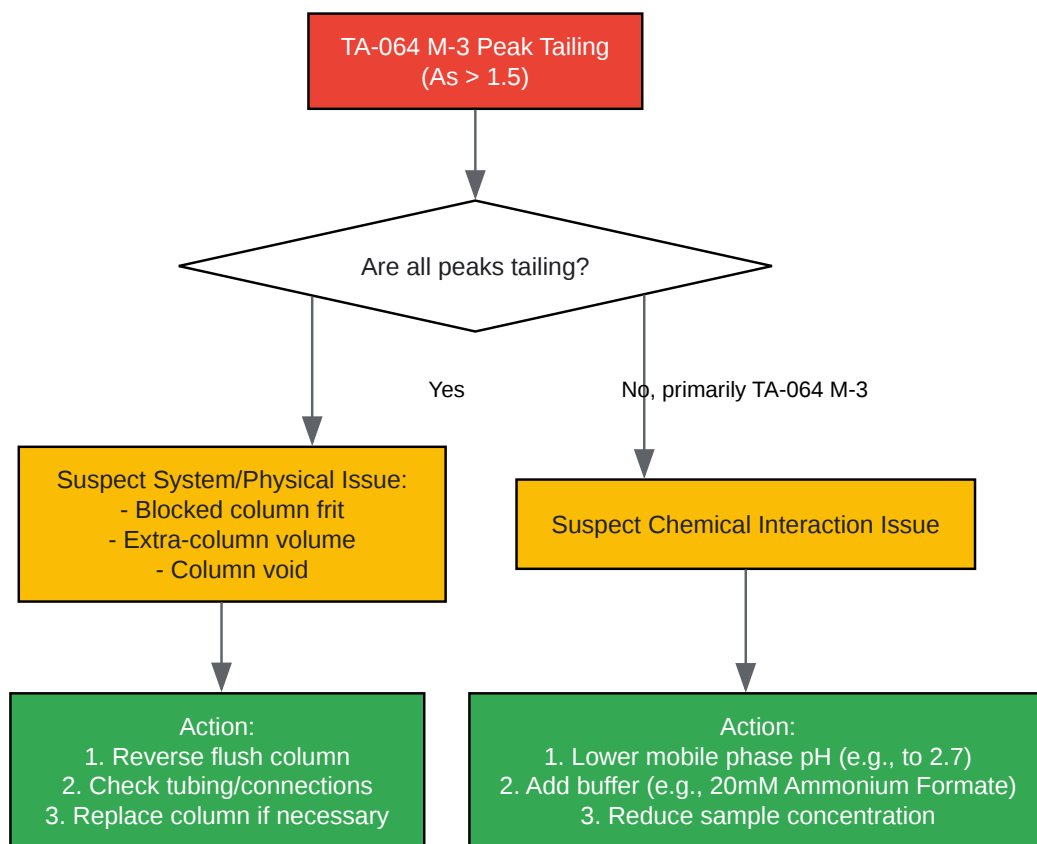 TA-064 M-3 Peak Tailing
(As > 1.5)
Are all peaks tailing?
Yes
No, primarily TA-064 M-3
Suspect System/Physical Issue:
- Blocked column frit
- Extra-column volume
- Column void
Suspect Chemical Interaction Issue
Action:
1. Reverse flush column
2. Check tubing/connections
3. Replace column if necessary
Action:
1. Lower mobile phase pH (e.g., to 2.7)
2. Add buffer (e.g., 20mM Ammonium Formate)
3. Reduce sample concentration